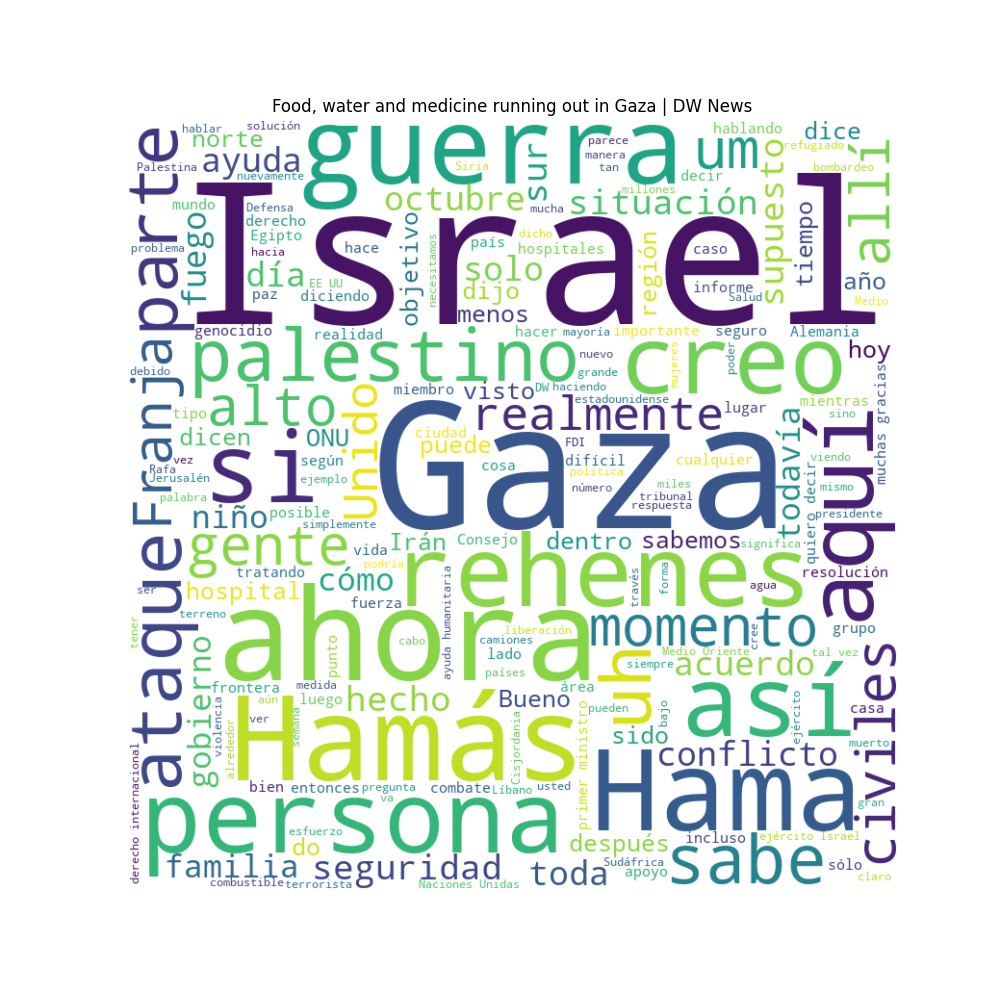 Food, water and medicine running out in Gaza | DW News
hablar
solución
norte
Palestina
ayuda
nuevamente
guerra
Siria
sur
parece
manera
tan
um
hablando
decir
dice
refugiado
bombardeo
supuesto
allí
parte
mundo
Defensa
derecho
Egipto
problema
hacia
fuego
octubre
mucha
millones
situación
Israel
hace
objetivo
necesitamos
país
dicho
hospitales
región
caso
tiempo
informe
Salud
año
Medio
día
EE UU
paz
diciendo
solo
dijo
menos
genocidio
realidad
hacer
mayoría
importante
seguro
Alemania
hoy
debido
Franja
palestino
nuevo
grande
creo
mujeres
poder
gracias
alto
miembro
visto
DW
haciendo
estadounidense
lugar
mientras
sino
tipo
dicen
ONU
Unido
ciudad
puede
realmente
FDI
difícil
política
cualquier
todavía
aquí
viendo
muchas gracias
vez
Rafa
Jerusalén
si
según
ejemplo
Gaza
cosa
número
miles
tribunal
respuesta
mismo
palabra
niño
posible
simplemente
presidente
quiero decir
ataque
gente
vida
Irán
Consejo
dentro
sabemos
significa
tratando
podría
cómo
rehenes
resolución
ser
hospital
fuerza
ayuda humanitaria
través
forma
agua
terreno
tener
ahora
punto
cabo
liberación
camiones
momento
cree
grupo
lado
Medio Oriente
tal vez
países
siempre
acuerdo
gobierno
frontera
medida
luego
hecho
Bueno
área
uh
pueden
bajo
así
ejército
casa
civiles
violencia
aún
ver
alrededor
semana
Hamás
Cisjordania
primer ministro
sido
conflicto
muerto
derecho internacional
bien
entonces
pregunta
va
combate
Líbano
usted
Hama
gran
persona
esfuerzo
do
después
incluso
ejército Israel
familia
seguridad
toda
Sudáfrica
apoyo
sabe
sólo
claro
combustible
terrorista
Naciones Unidas